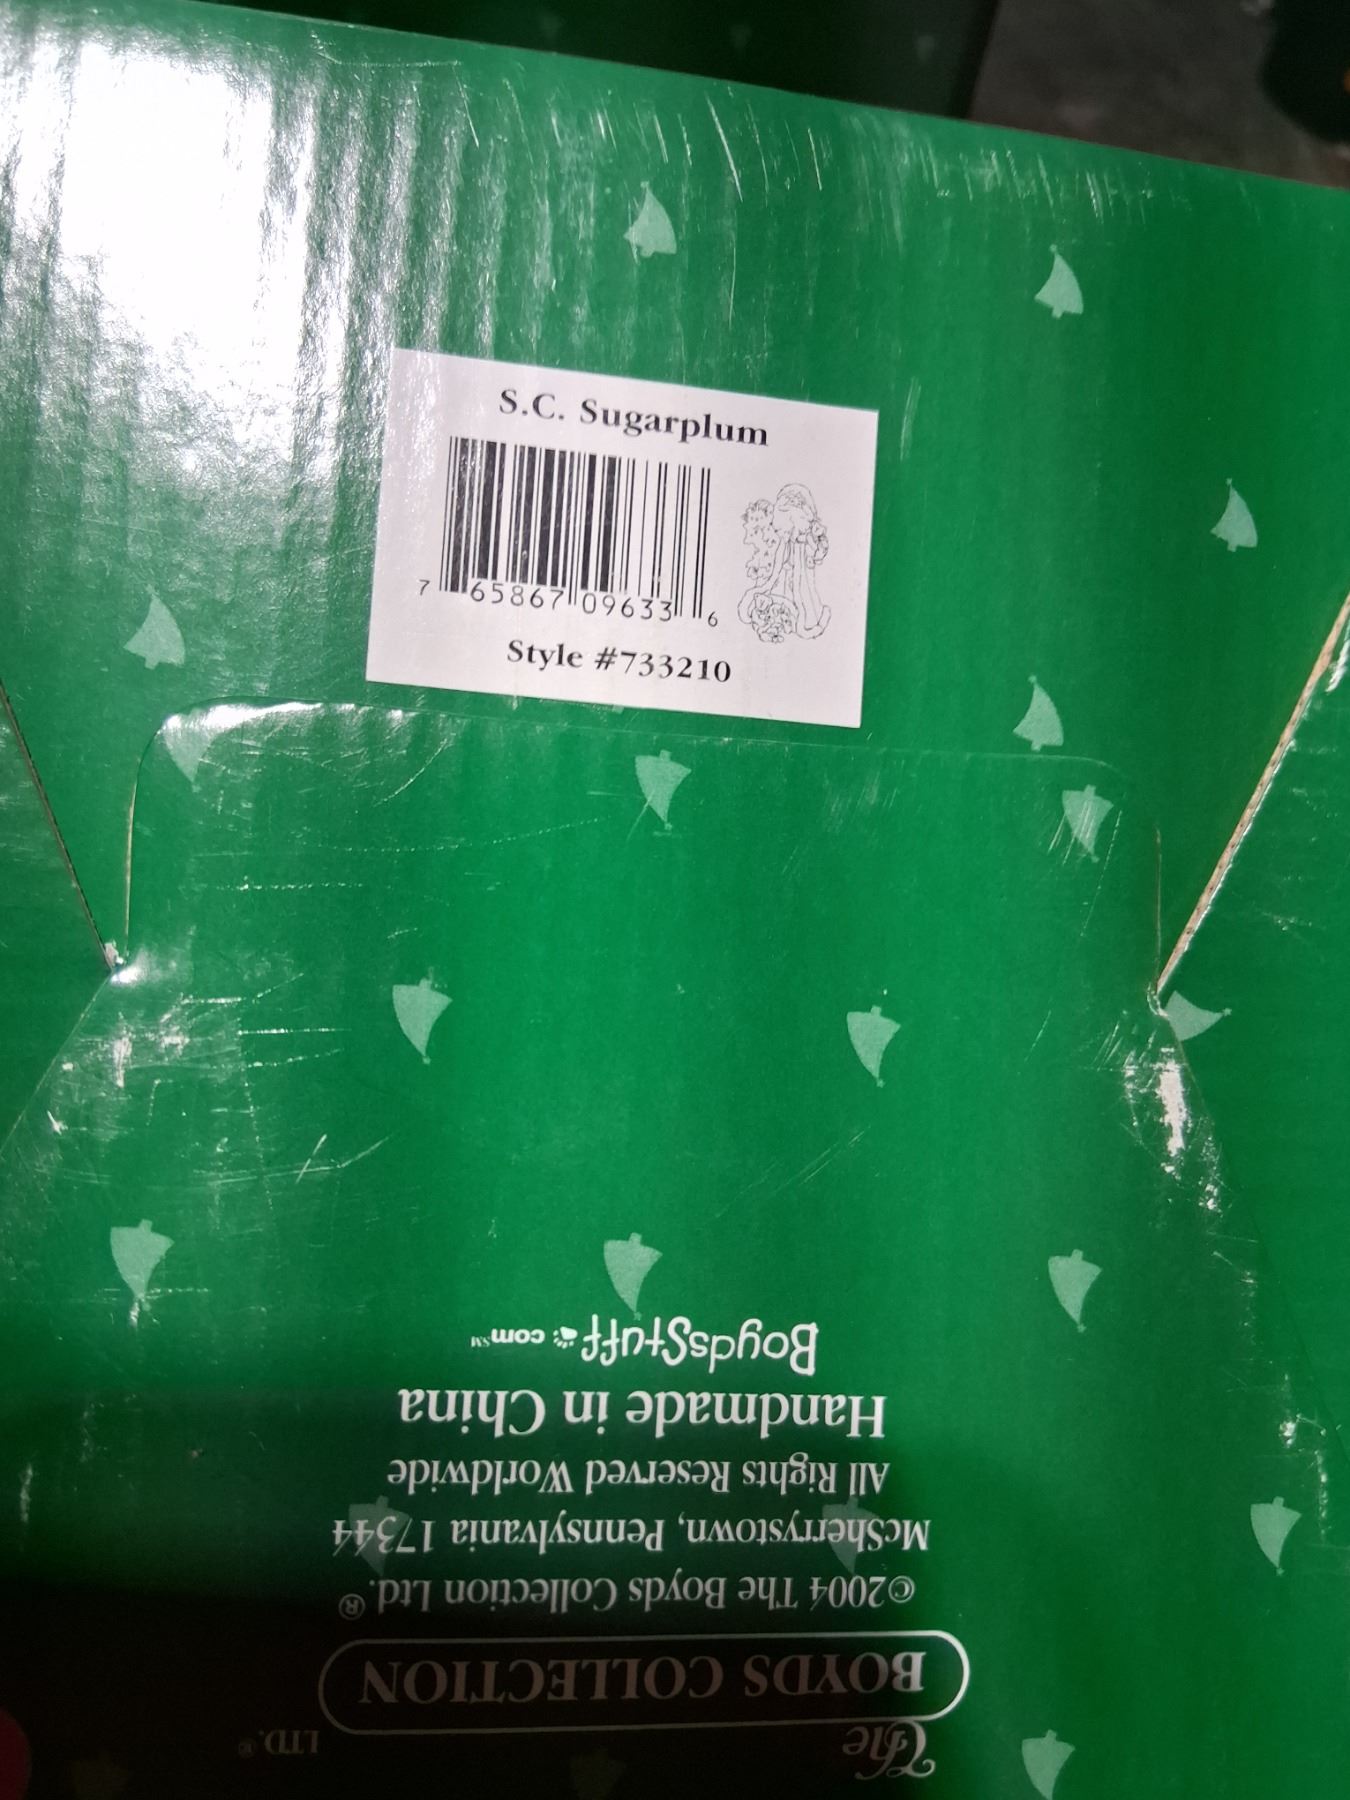 S.C. Sugarplum
7 65867 09633 6
Style #733210
The
BOYDS COLLECTION
LTD.®
©2004 The Boyds Collection Ltd.®
McSherrystown, Pennsylvania 17344
All Rights Reserved Worldwide
Handmade in China
BoydsStuff.com℠